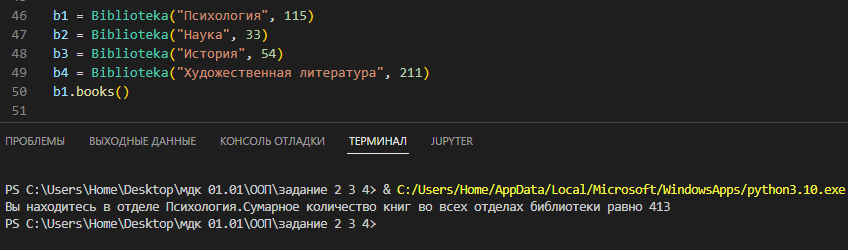 46 b1 = Biblioteka("Психология", 115)
47 b2 = Biblioteka("Наука", 33)
48 b3 = Biblioteka("История", 54)
49 b4 = Biblioteka("Художественная литература", 211)
50 b1.books()
51
ПРОБЛЕМЫ ВЫХОДНЫЕ ДАННЫЕ КОНСОЛЬ ОТЛАДКИ ТЕРМИНАЛ JUPYTER
PS C:\Users\Home\Desktop\мдк 01.01\ООП\задание 2 3 4> & C:/Users/Home/AppData/Local/Microsoft/WindowsApps/python3.10.exe
Вы находитесь в отделе Психология.Сумарное количество книг во всех отделах библиотеки равно 413
PS C:\Users\Home\Desktop\мдк 01.01\ООП\задание 2 3 4>